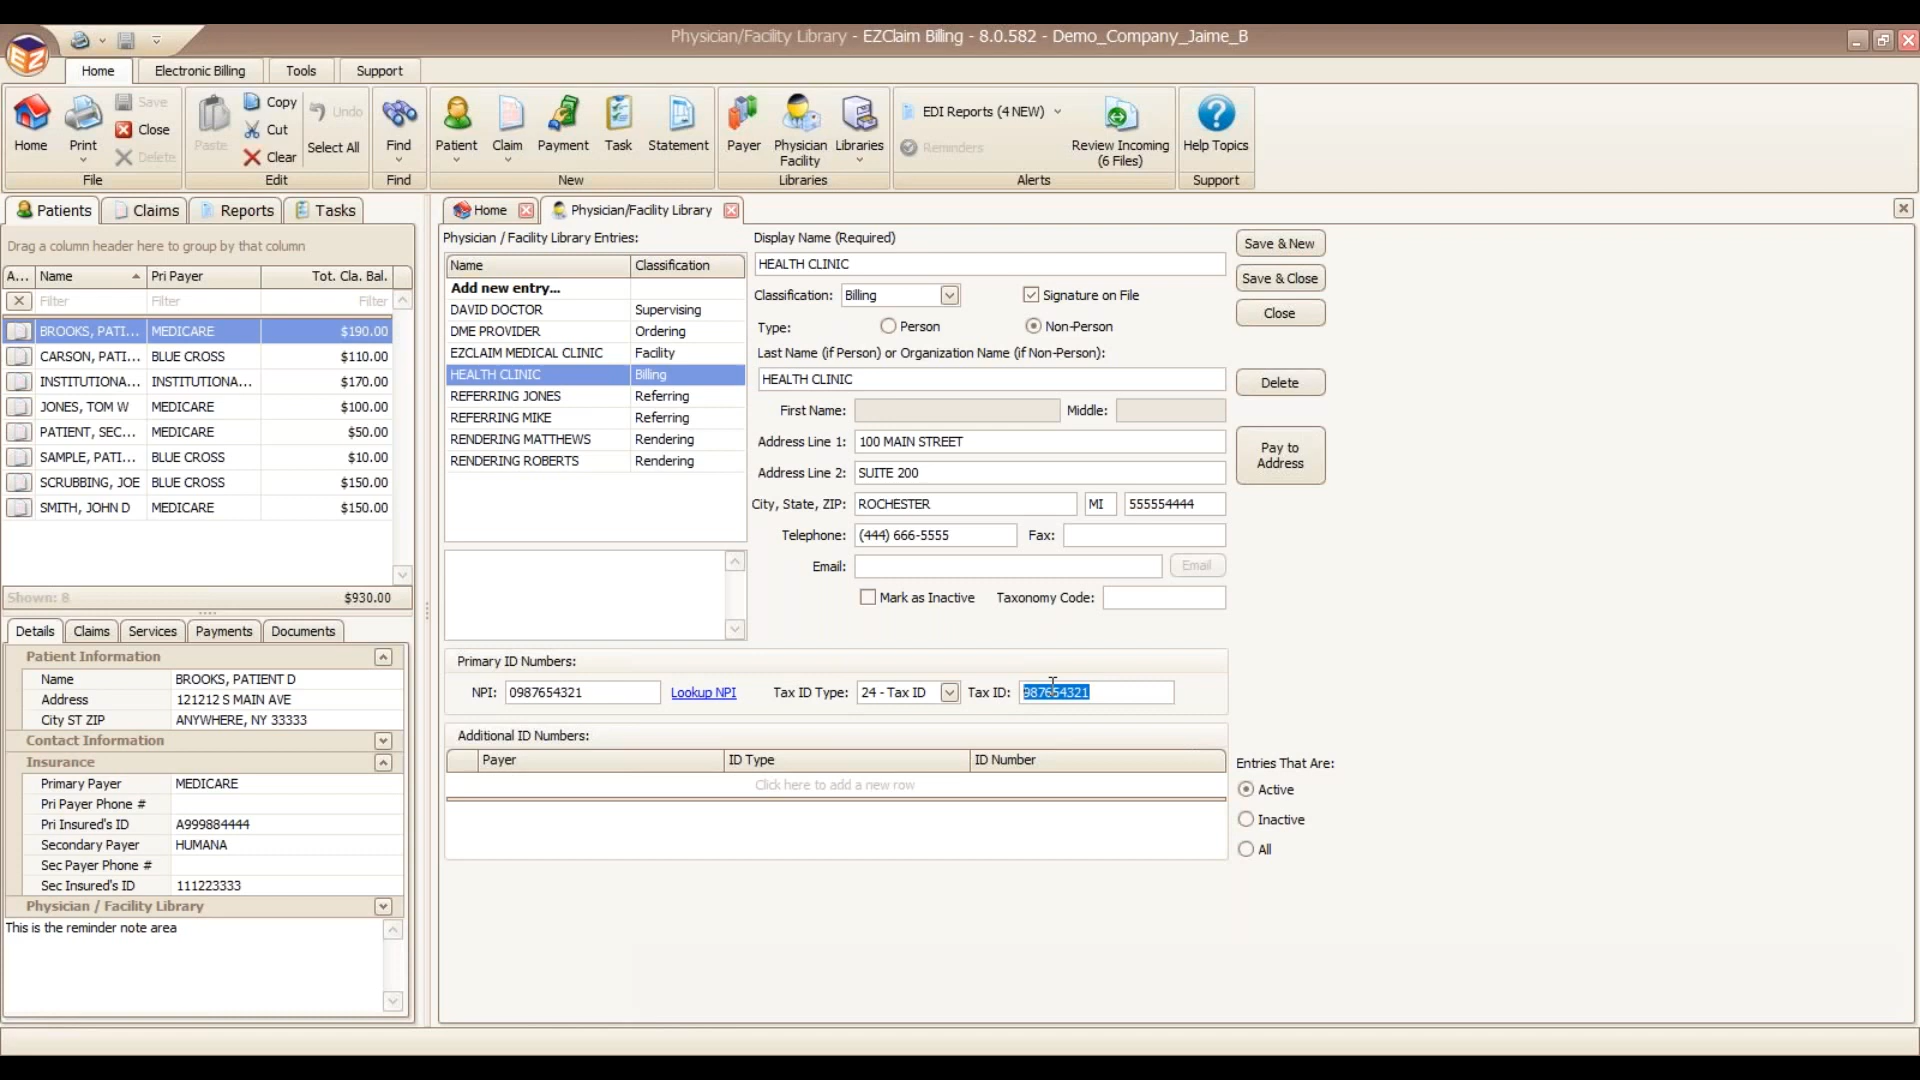 Physician/Facility Library - EZClaim Billing - 8.0.582 - Demo_Company_Jaime_B
EZ
Home
Electronic Billing
Tools
Support
Home
Print
Save
Close
Delete
File
Paste
Copy
Cut
Clear
Undo
Select All
Edit
Find
Find
Patient
Claim
Payment
Task
Statement
New
Payer
Physician
Facility
Libraries
Libraries
EDI Reports (4 NEW)
Reminders
Review Incoming
(6 Files)
Alerts
Help Topics
Support
Patients
Claims
Reports
Tasks
Drag a column header here to group by that column
A... Name Pri Payer Tot. Cla. Bal.
Filter Filter Filter
BROOKS, PATI... MEDICARE $190.00
CARSON, PATI... BLUE CROSS $110.00
INSTITUTIONA... INSTITUTIONA... $170.00
JONES, TOM W MEDICARE $100.00
PATIENT, SEC... MEDICARE $50.00
SAMPLE, PATI... BLUE CROSS $10.00
SCRUBBING, JOE BLUE CROSS $150.00
SMITH, JOHN D MEDICARE $150.00
Shown: 8 $930.00
Details
Claims
Services
Payments
Documents
Patient Information
Name BROOKS, PATIENT D
Address 121212 S MAIN AVE
City ST ZIP ANYWHERE, NY 33333
Contact Information
Insurance
Primary Payer MEDICARE
Pri Payer Phone #
Pri Insured's ID A999884444
Secondary Payer HUMANA
Sec Payer Phone #
Sec Insured's ID 111223333
Physician / Facility Library
This is the reminder note area
Home
Physician/Facility Library
Physician / Facility Library Entries:
Name Classification
Add new entry...
DAVID DOCTOR Supervising
DME PROVIDER Ordering
EZCLAIM MEDICAL CLINIC Facility
HEALTH CLINIC Billing
REFERRING JONES Referring
REFERRING MIKE Referring
RENDERING MATTHEWS Rendering
RENDERING ROBERTS Rendering
Display Name (Required)
HEALTH CLINIC
Classification: Billing Signature on File
Type: Person Non-Person
Last Name (if Person) or Organization Name (if Non-Person):
HEALTH CLINIC
First Name: Middle:
Address Line 1: 100 MAIN STREET
Address Line 2: SUITE 200
City, State, ZIP: ROCHESTER MI 555554444
Telephone: (444) 666-5555 Fax:
Email: Email
Mark as Inactive Taxonomy Code:
Primary ID Numbers:
NPI: 0987654321 Lookup NPI Tax ID Type: 24 - Tax ID Tax ID: 987654321
Additional ID Numbers:
Payer ID Type ID Number
Click here to add a new row
Save & New
Save & Close
Close
Delete
Pay to
Address
Entries That Are:
Active
Inactive
All